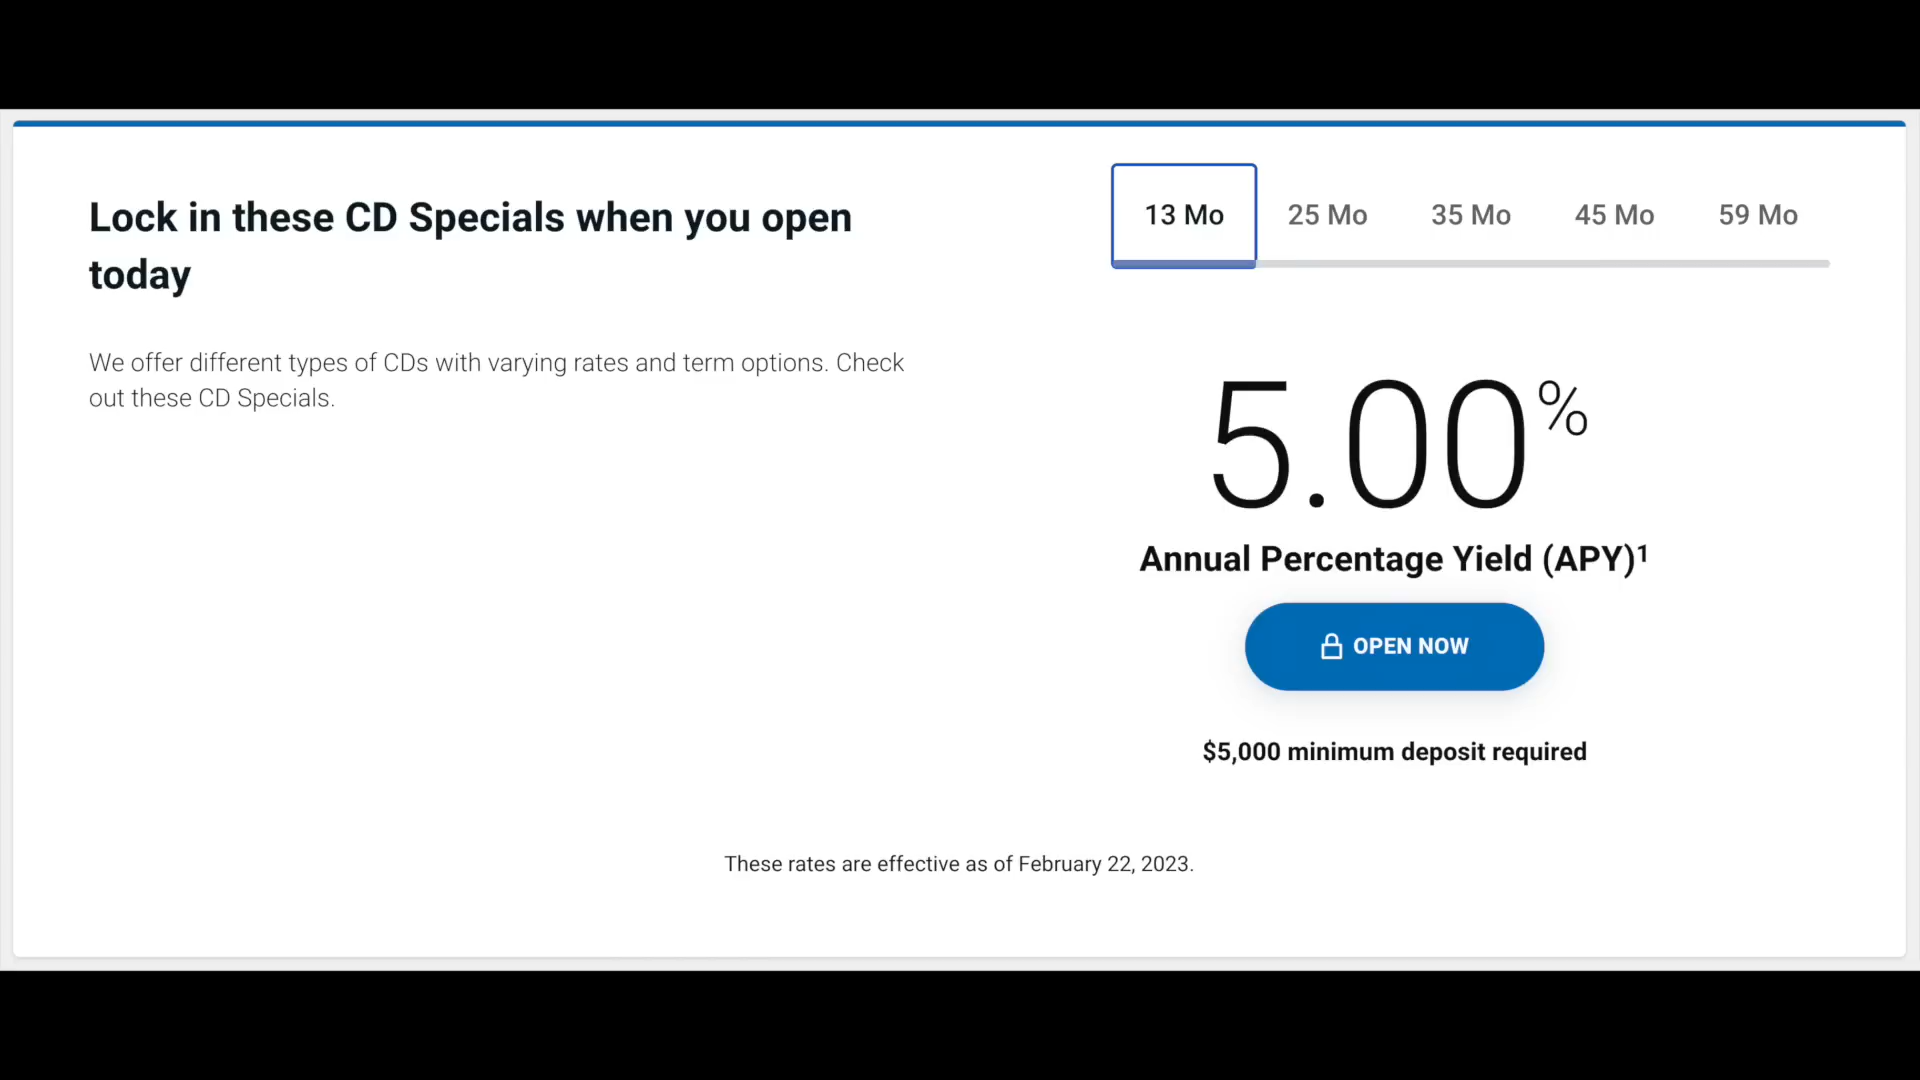 Lock in these CD Specials when you open
today
We offer different types of CDs with varying rates and term options. Check
out these CD Specials.
13 Mo 25 Mo 35 Mo 45 Mo 59 Mo
5.00%
Annual Percentage Yield (APY)¹
OPEN NOW
$5,000 minimum deposit required
These rates are effective as of February 22, 2023.